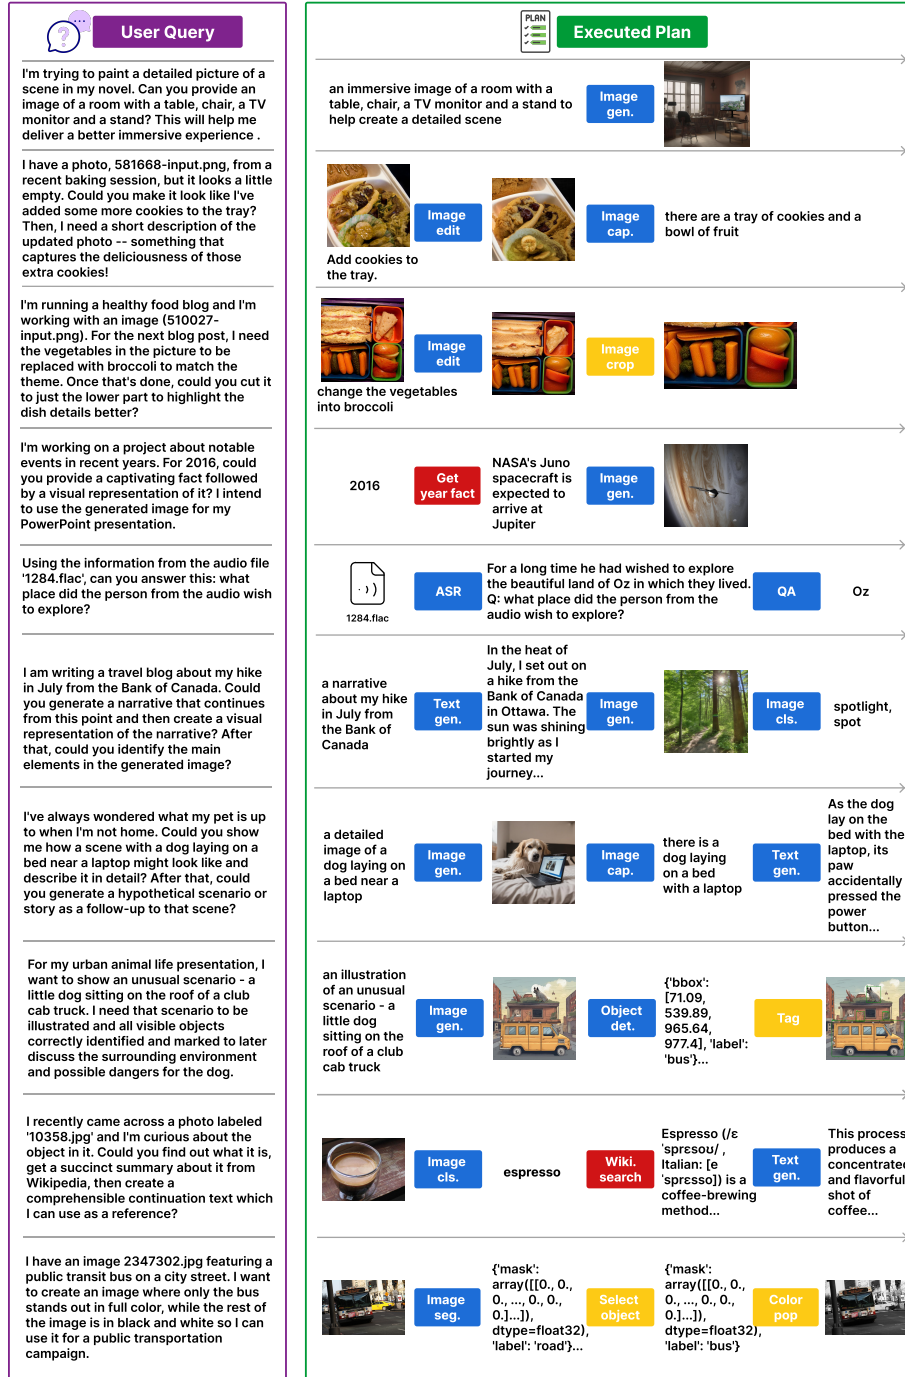 User Query
PLAN
Executed Plan
I'm trying to paint a detailed picture of a
scene in my novel. Can you provide an
image of a room with a table, chair, a TV
monitor and a stand? This will help me
deliver a better immersive experience .
an immersive image of a room with a
table, chair, a TV monitor and a stand to
help create a detailed scene
Image
gen.
I have a photo, 581668-input.png, from a
recent baking session, but it looks a little
empty. Could you make it look like I've
added some more cookies to the tray?
Then, I need a short description of the
updated photo -- something that
captures the deliciousness of those
extra cookies!
Add cookies to
the tray.
Image
edit
Image
cap.
there are a tray of cookies and a
bowl of fruit
I'm running a healthy food blog and I'm
working with an image (510027-
input.png). For the next blog post, I need
the vegetables in the picture to be
replaced with broccoli to match the
theme. Once that's done, could you cut it
to just the lower part to highlight the
dish details better?
change the vegetables
into broccoli
Image
edit
Image
crop
I'm working on a project about notable
events in recent years. For 2016, could
you provide a captivating fact followed
by a visual representation of it? I intend
to use the generated image for my
PowerPoint presentation.
2016
Get
year fact
NASA's Juno
spacecraft is
expected to
arrive at
Jupiter
Image
gen.
Using the information from the audio file
'1284.flac', can you answer this: what
place did the person from the audio wish
to explore?
1284.flac
ASR
For a long time he had wished to explore
the beautiful land of Oz in which they lived.
Q: what place did the person from the
audio wish to explore?
QA
Oz
I am writing a travel blog about my hike
in July from the Bank of Canada. Could
you generate a narrative that continues
from this point and then create a visual
representation of the narrative? After
that, could you identify the main
elements in the generated image?
a narrative
about my hike
in July from
the Bank of
Canada
Text
gen.
In the heat of
July, I set out on
a hike from the
Bank of Canada
in Ottawa. The
sun was shining
brightly as I
started my
journey...
Image
gen.
Image
cls.
spotlight,
spot
I've always wondered what my pet is up
to when I'm not home. Could you show
me how a scene with a dog laying on a
bed near a laptop might look like and
describe it in detail? After that, could
you generate a hypothetical scenario or
story as a follow-up to that scene?
a detailed
image of a
dog laying on
a bed near a
laptop
Image
gen.
Image
cap.
there is a
dog laying
on a bed
with a laptop
Text
gen.
As the dog
lay on the
bed with the
laptop, its
paw
accidentally
pressed the
power
button...
For my urban animal life presentation, I
want to show an unusual scenario - a
little dog sitting on the roof of a club
cab truck. I need that scenario to be
illustrated and all visible objects
correctly identified and marked to later
discuss the surrounding environment
and possible dangers for the dog.
an illustration
of an unusual
scenario - a
little dog
sitting on the
roof of a club
cab truck
Image
gen.
Object
det.
{'bbox':
[71.09,
539.89,
965.64,
977.4], 'label':
'bus'}...
Tag
I recently came across a photo labeled
'10358.jpg' and I'm curious about the
object in it. Could you find out what it is,
get a succinct summary about it from
Wikipedia, then create a
comprehensible continuation text which
I can use as a reference?
Image
cls.
espresso
Wiki.
search
Espresso (/ɛ
ˈsprɛsoʊ/ ,
Italian: [e
ˈsprɛsso]) is a
coffee-brewing
method...
Text
gen.
This process
produces a
concentrated
and flavorful
shot of
coffee...
I have an image 2347302.jpg featuring a
public transit bus on a city street. I want
to create an image where only the bus
stands out in full color, while the rest of
the image is in black and white so I can
use it for a public transportation
campaign.
Image
seg.
{'mask':
array([[0., 0.,
0., ..., 0., 0.,
0.]...]),
dtype=float32),
'label': 'road'}...
Select
object
{'mask':
array([[0., 0.,
0., ..., 0., 0.,
0.]...]),
dtype=float32),
'label': 'bus'}
Color
pop